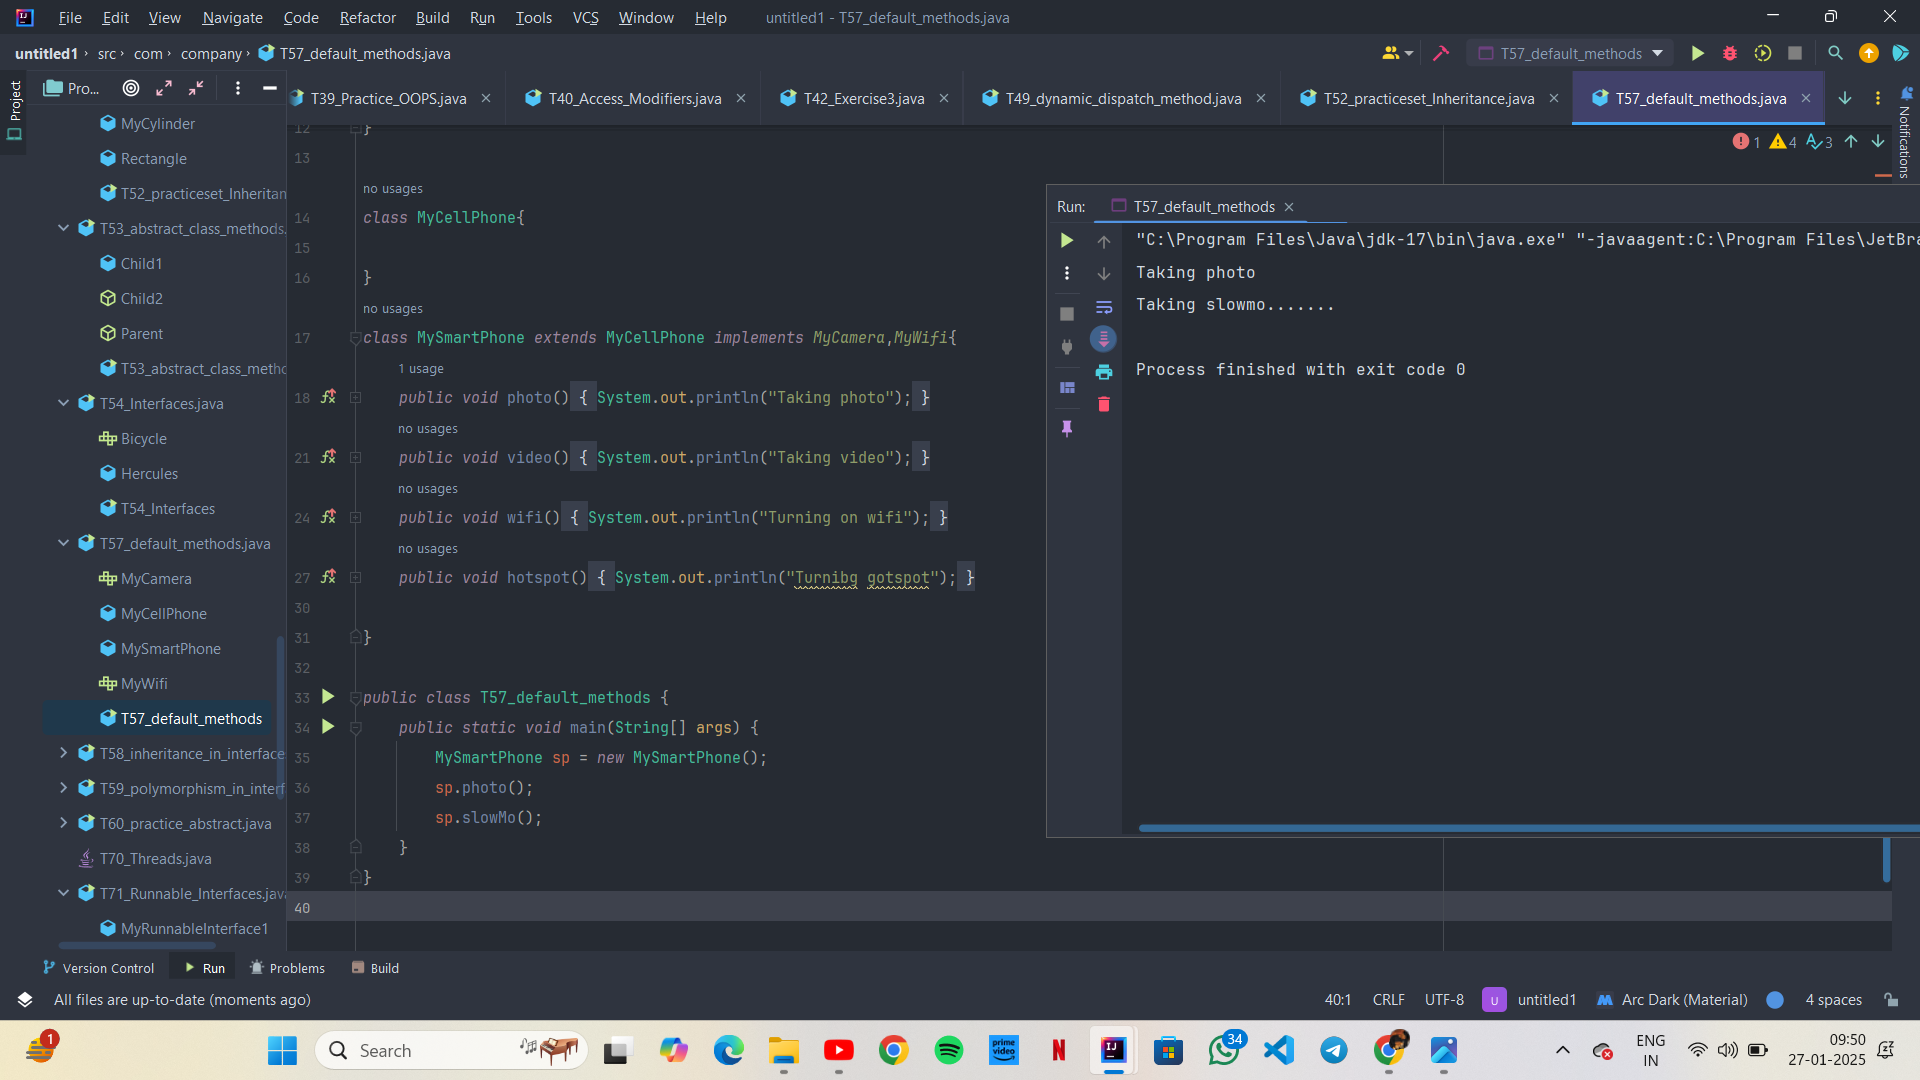 File Edit View Navigate Code Refactor Build Run Tools VCS Window Help untitled1 - T57_default_methods.java
untitled1 › src › com › company › T57_default_methods.java
T57_default_methods
Project
Pro...
T39_Practice_OOPS.java
T40_Access_Modifiers.java
T42_Exercise3.java
T49_dynamic_dispatch_method.java
T52_practiceset_Inheritance.java
T57_default_methods.java
Notifications
MyCylinder
Rectangle
T52_practiceset_Inheritan
T53_abstract_class_methods.
Child1
Child2
Parent
T53_abstract_class_metho
T54_Interfaces.java
Bicycle
Hercules
T54_Interfaces
T57_default_methods.java
MyCamera
MyCellPhone
MySmartPhone
MyWifi
T57_default_methods
T58_inheritance_in_interface
T59_polymorphism_in_interf
T60_practice_abstract.java
T70_Threads.java
T71_Runnable_Interfaces.java
MyRunnableInterface1
1 4 3
12 }
13
no usages
14 class MyCellPhone{
15
16 }
no usages
17 class MySmartPhone extends MyCellPhone implements MyCamera,MyWifi{
1 usage
18 public void photo() { System.out.println("Taking photo"); }
no usages
21 public void video() { System.out.println("Taking video"); }
no usages
24 public void wifi() { System.out.println("Turning on wifi"); }
no usages
27 public void hotspot() { System.out.println("Turnibg gotspot"); }
30
31 }
32
33 public class T57_default_methods {
34 public static void main(String[] args) {
35 MySmartPhone sp = new MySmartPhone();
36 sp.photo();
37 sp.slowMo();
38 }
39 }
40
Run: T57_default_methods
"C:\Program Files\Java\jdk-17\bin\java.exe" "-javaagent:C:\Program Files\JetBra
Taking photo
Taking slowmo.......
Process finished with exit code 0
Version Control Run Problems Build
All files are up-to-date (moments ago)
40:1 CRLF UTF-8 U untitled1 Arc Dark (Material) 4 spaces
1
Search
prime video
N
IJ
34
ENG
IN
09:50
27-01-2025